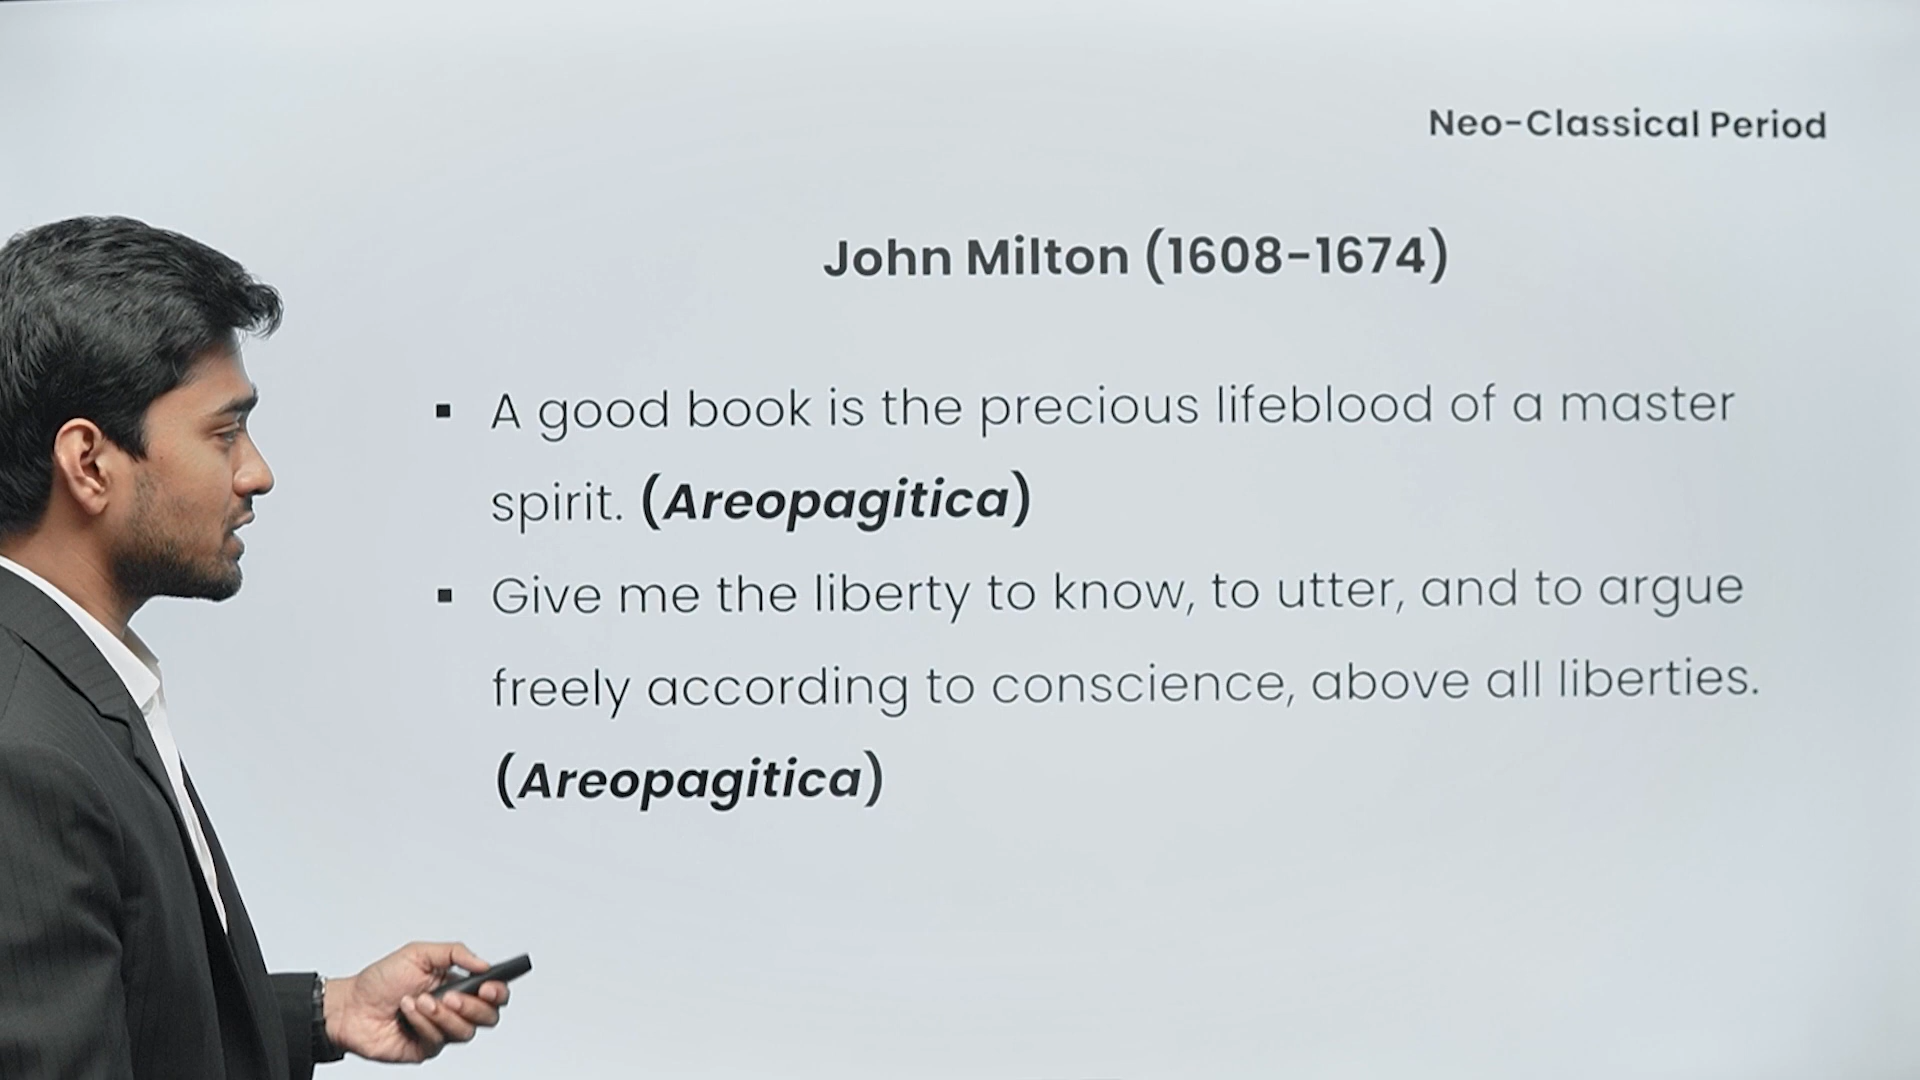 Neo-Classical Period
John Milton (1608-1674)
▪ A good book is the precious lifeblood of a master
spirit. (Areopagitica)
▪ Give me the liberty to know, to utter, and to argue
freely according to conscience, above all liberties.
(Areopagitica)